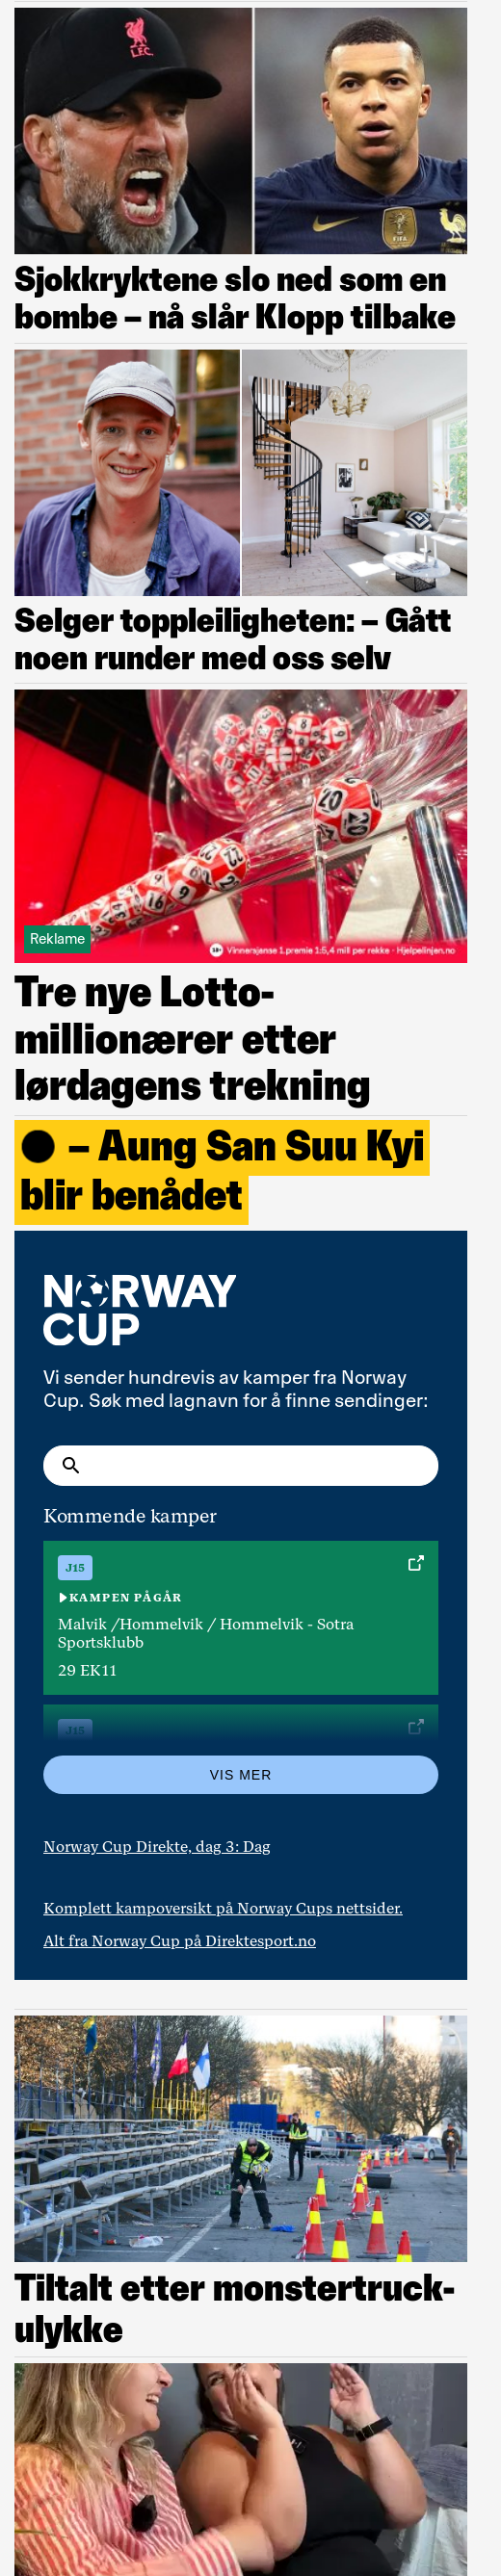 L.F.C.
FIFA
Sjokkryktene slo ned som en
bombe – nå slår Klopp tilbake
Selger toppleiligheten: – Gått
noen runder med oss selv
20
20
Reklame
18+ Vinnersjanse 1.premie 1:5,4 mill per rekke · Hjelpelinjen.no
Tre nye Lotto-
millionærer etter
lørdagens trekning
– Aung San Suu Kyi
blir benådet
NORWAY
CUP
Vi sender hundrevis av kamper fra Norway
Cup. Søk med lagnavn for å finne sendinger:
Kommende kamper
J15
KAMPEN PÅGÅR
Malvik /Hommelvik / Hommelvik - Sotra
Sportsklubb
29 EK11
J15
VIS MER
Norway Cup Direkte, dag 3: Dag
Komplett kampoversikt på Norway Cups nettsider.
Alt fra Norway Cup på Direktesport.no
Tiltalt etter monstertruck-
ulykke